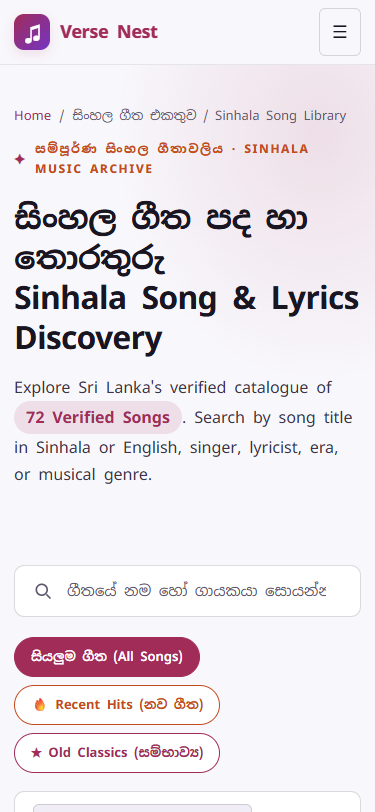 Verse Nest
Home / සිංහල ගීත එකතුව / Sinhala Song Library
සම්පූර්ණ සිංහල ගීතාවලිය · SINHALA
MUSIC ARCHIVE
සිංහල ගීත පද හා
තොරතුරු
Sinhala Song & Lyrics
Discovery
Explore Sri Lanka's verified catalogue of
72 Verified Songs. Search by song title
in Sinhala or English, singer, lyricist, era,
or musical genre.
ගීතයේ නම හෝ ගායකයා සොයන්න
සියලුම ගීත (All Songs)
🔥 Recent Hits (නව ගීත)
★ Old Classics (සම්භාව්‍ය)